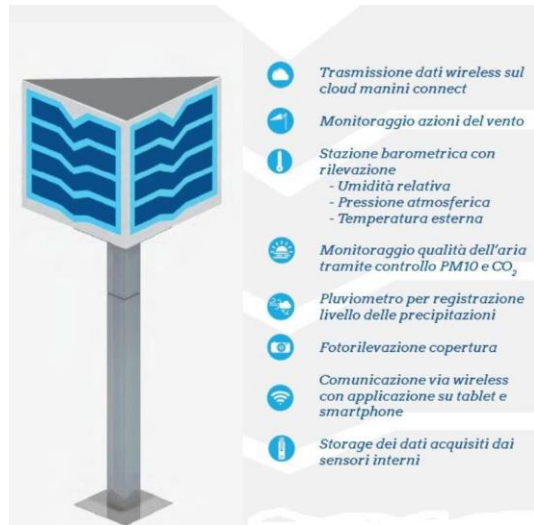 Trasmissione dati wireless sul
cloud manini connect
Monitoraggio azioni del vento
Stazione barometrica con
rilevazione
- Umidità relativa
- Pressione atmosferica
- Temperatura esterna
Monitoraggio qualità dell'aria
tramite controllo PM10 e CO₂
Pluviometro per registrazione
livello delle precipitazioni
Fotorilevazione copertura
Comunicazione via wireless
con applicazione su tablet e
smartphone
Storage dei dati acquisiti dai
sensori interni